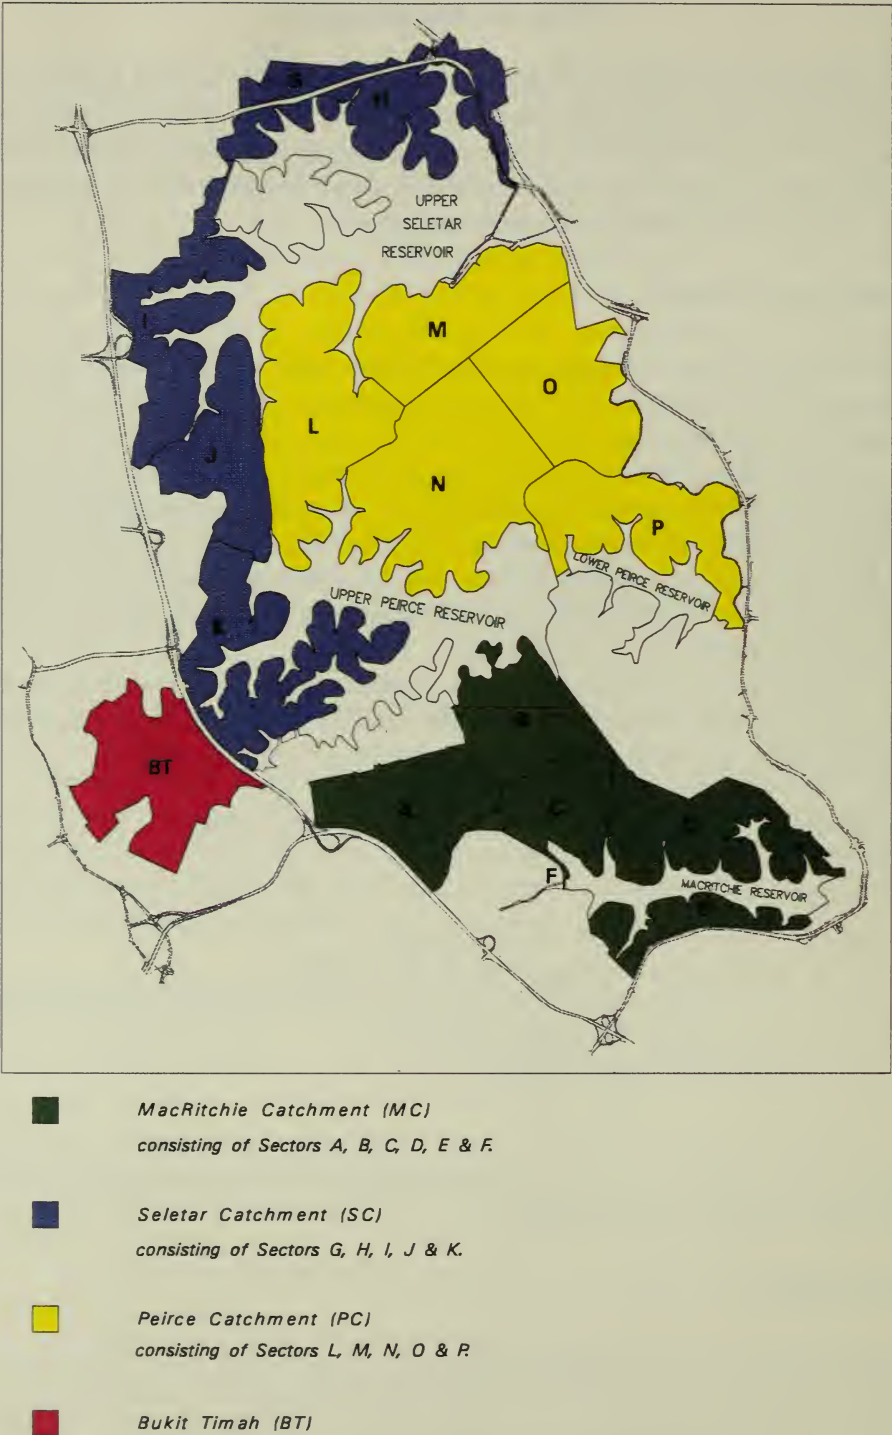 G
H
UPPER
SELETAR
RESERVOIR
I
M
O
L
J
N
P
LOWER PEIRCE RESERVOIR
UPPER PEIRCE RESERVOIR
K
B
BT
A
C
D
F
MACRITCHIE RESERVOIR
E
MacRitchie Catchment (MC)
consisting of Sectors A, B, C, D, E & F.
Seletar Catchment (SC)
consisting of Sectors G, H, I, J & K.
Peirce Catchment (PC)
consisting of Sectors L, M, N, O & P.
Bukit Timah (BT)